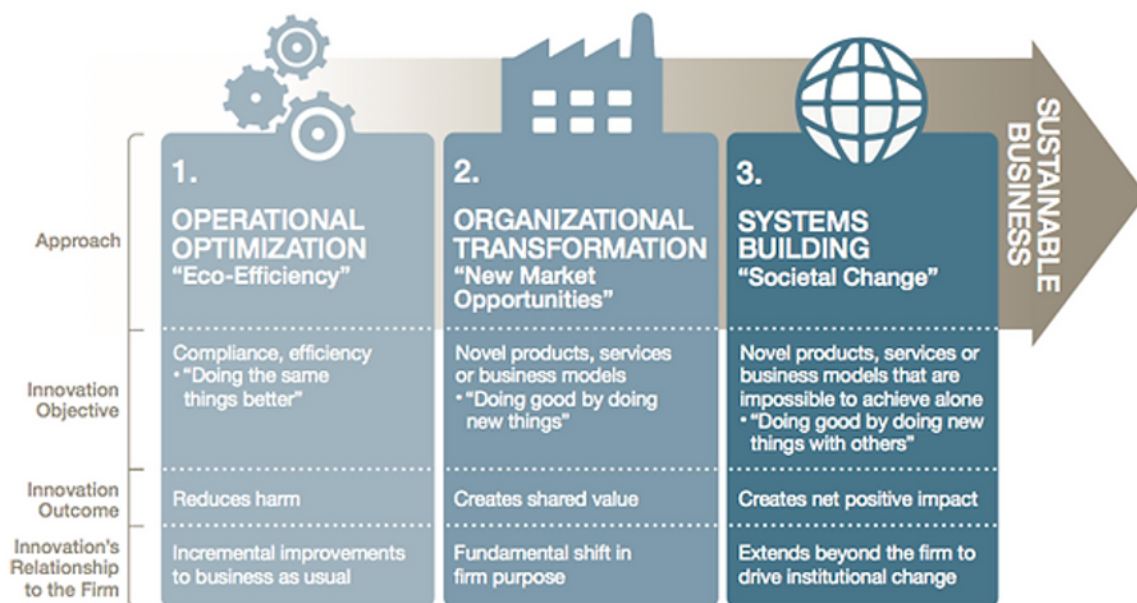 SUSTAINABLE
BUSINESS
Approach
1.
OPERATIONAL
OPTIMIZATION
“Eco-Efficiency”
2.
ORGANIZATIONAL
TRANSFORMATION
“New Market
Opportunities”
3.
SYSTEMS
BUILDING
“Societal Change”
Innovation
Objective
Compliance, efficiency
• “Doing the same
things better”
Novel products, services
or business models
• “Doing good by doing
new things”
Novel products, services or
business models that are
impossible to achieve alone
• “Doing good by doing new
things with others”
Innovation
Outcome
Reduces harm
Creates shared value
Creates net positive impact
Innovation’s
Relationship
to the Firm
Incremental improvements
to business as usual
Fundamental shift in
firm purpose
Extends beyond the firm to
drive institutional change